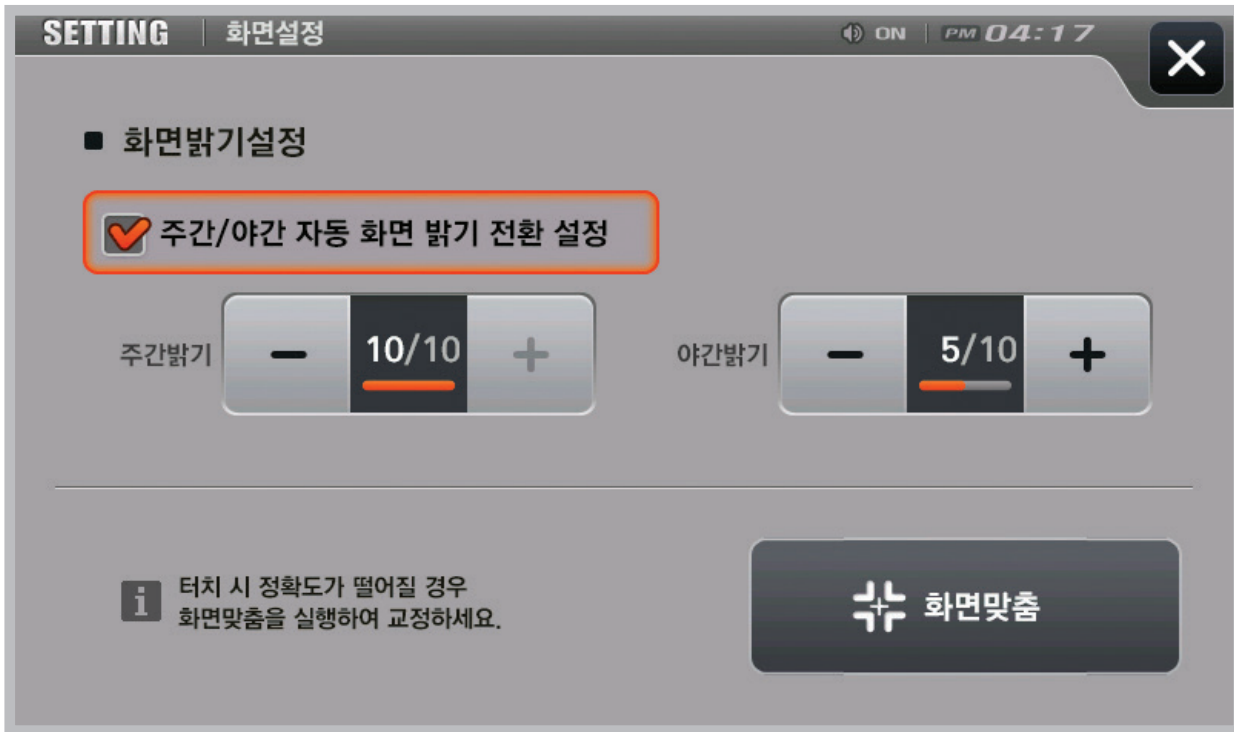 SETTING 화면설정 ON PM 04:17
화면밝기설정
주간/야간 자동 화면 밝기 전환 설정
주간밝기 10/10 야간밝기 5/10
터치 시 정확도가 떨어질 경우
화면맞춤을 실행하여 교정하세요.
화면맞춤